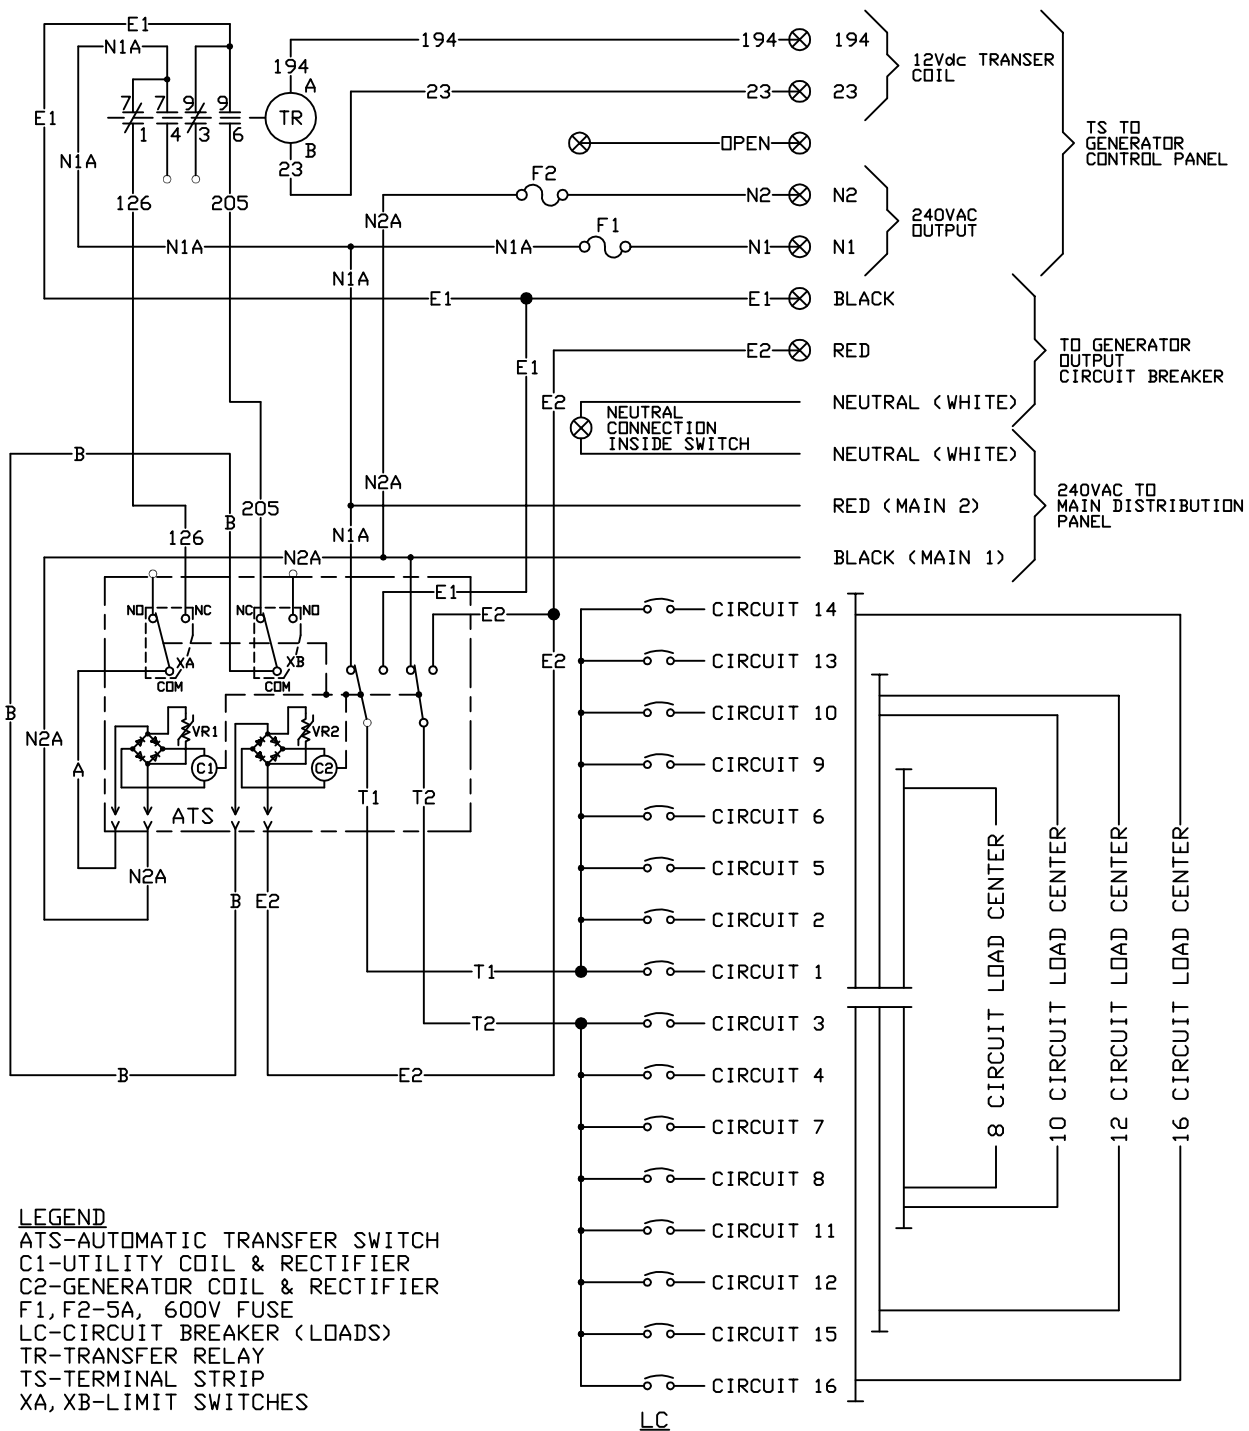 E1
N1A
194
194
194
194
12Vdc TRANSER
COIL
A
7
7
9
9
TR
23
23
23
E1
1
4
3
6
B
TS TO
GENERATOR
CONTROL PANEL
OPEN
N1A
23
F2
126
205
N2
N2
N2A
F1
240VAC
OUTPUT
N1A
N1A
N1
N1
N1A
E1
E1
BLACK
E1
E2
RED
TO GENERATOR
OUTPUT
CIRCUIT BREAKER
E2
NEUTRAL
CONNECTION
INSIDE SWITCH
NEUTRAL (WHITE)
B
NEUTRAL (WHITE)
N2A
205
B
RED (MAIN 2)
240VAC TO
MAIN DISTRIBUTION
PANEL
126
N1A
N2A
BLACK (MAIN 1)
E1
NO
NC
NC
NO
E2
CIRCUIT 14
XA
XB
E2
CIRCUIT 13
COM
COM
B
CIRCUIT 10
N2A
VR1
VR2
A
C1
C2
CIRCUIT 9
T1
T2
ATS
CIRCUIT 6
N2A
CIRCUIT 5
B
E2
CIRCUIT 2
T1
CIRCUIT 1
T2
CIRCUIT 3
B
E2
CIRCUIT 4
CIRCUIT 7
CIRCUIT 8
CIRCUIT 11
CIRCUIT 12
CIRCUIT 15
CIRCUIT 16
LC
8 CIRCUIT LOAD CENTER
10 CIRCUIT LOAD CENTER
12 CIRCUIT LOAD CENTER
16 CIRCUIT LOAD CENTER
LEGEND
ATS-AUTOMATIC TRANSFER SWITCH
C1-UTILITY COIL & RECTIFIER
C2-GENERATOR COIL & RECTIFIER
F1,F2-5A, 600V FUSE
LC-CIRCUIT BREAKER (LOADS)
TR-TRANSFER RELAY
TS-TERMINAL STRIP
XA,XB-LIMIT SWITCHES